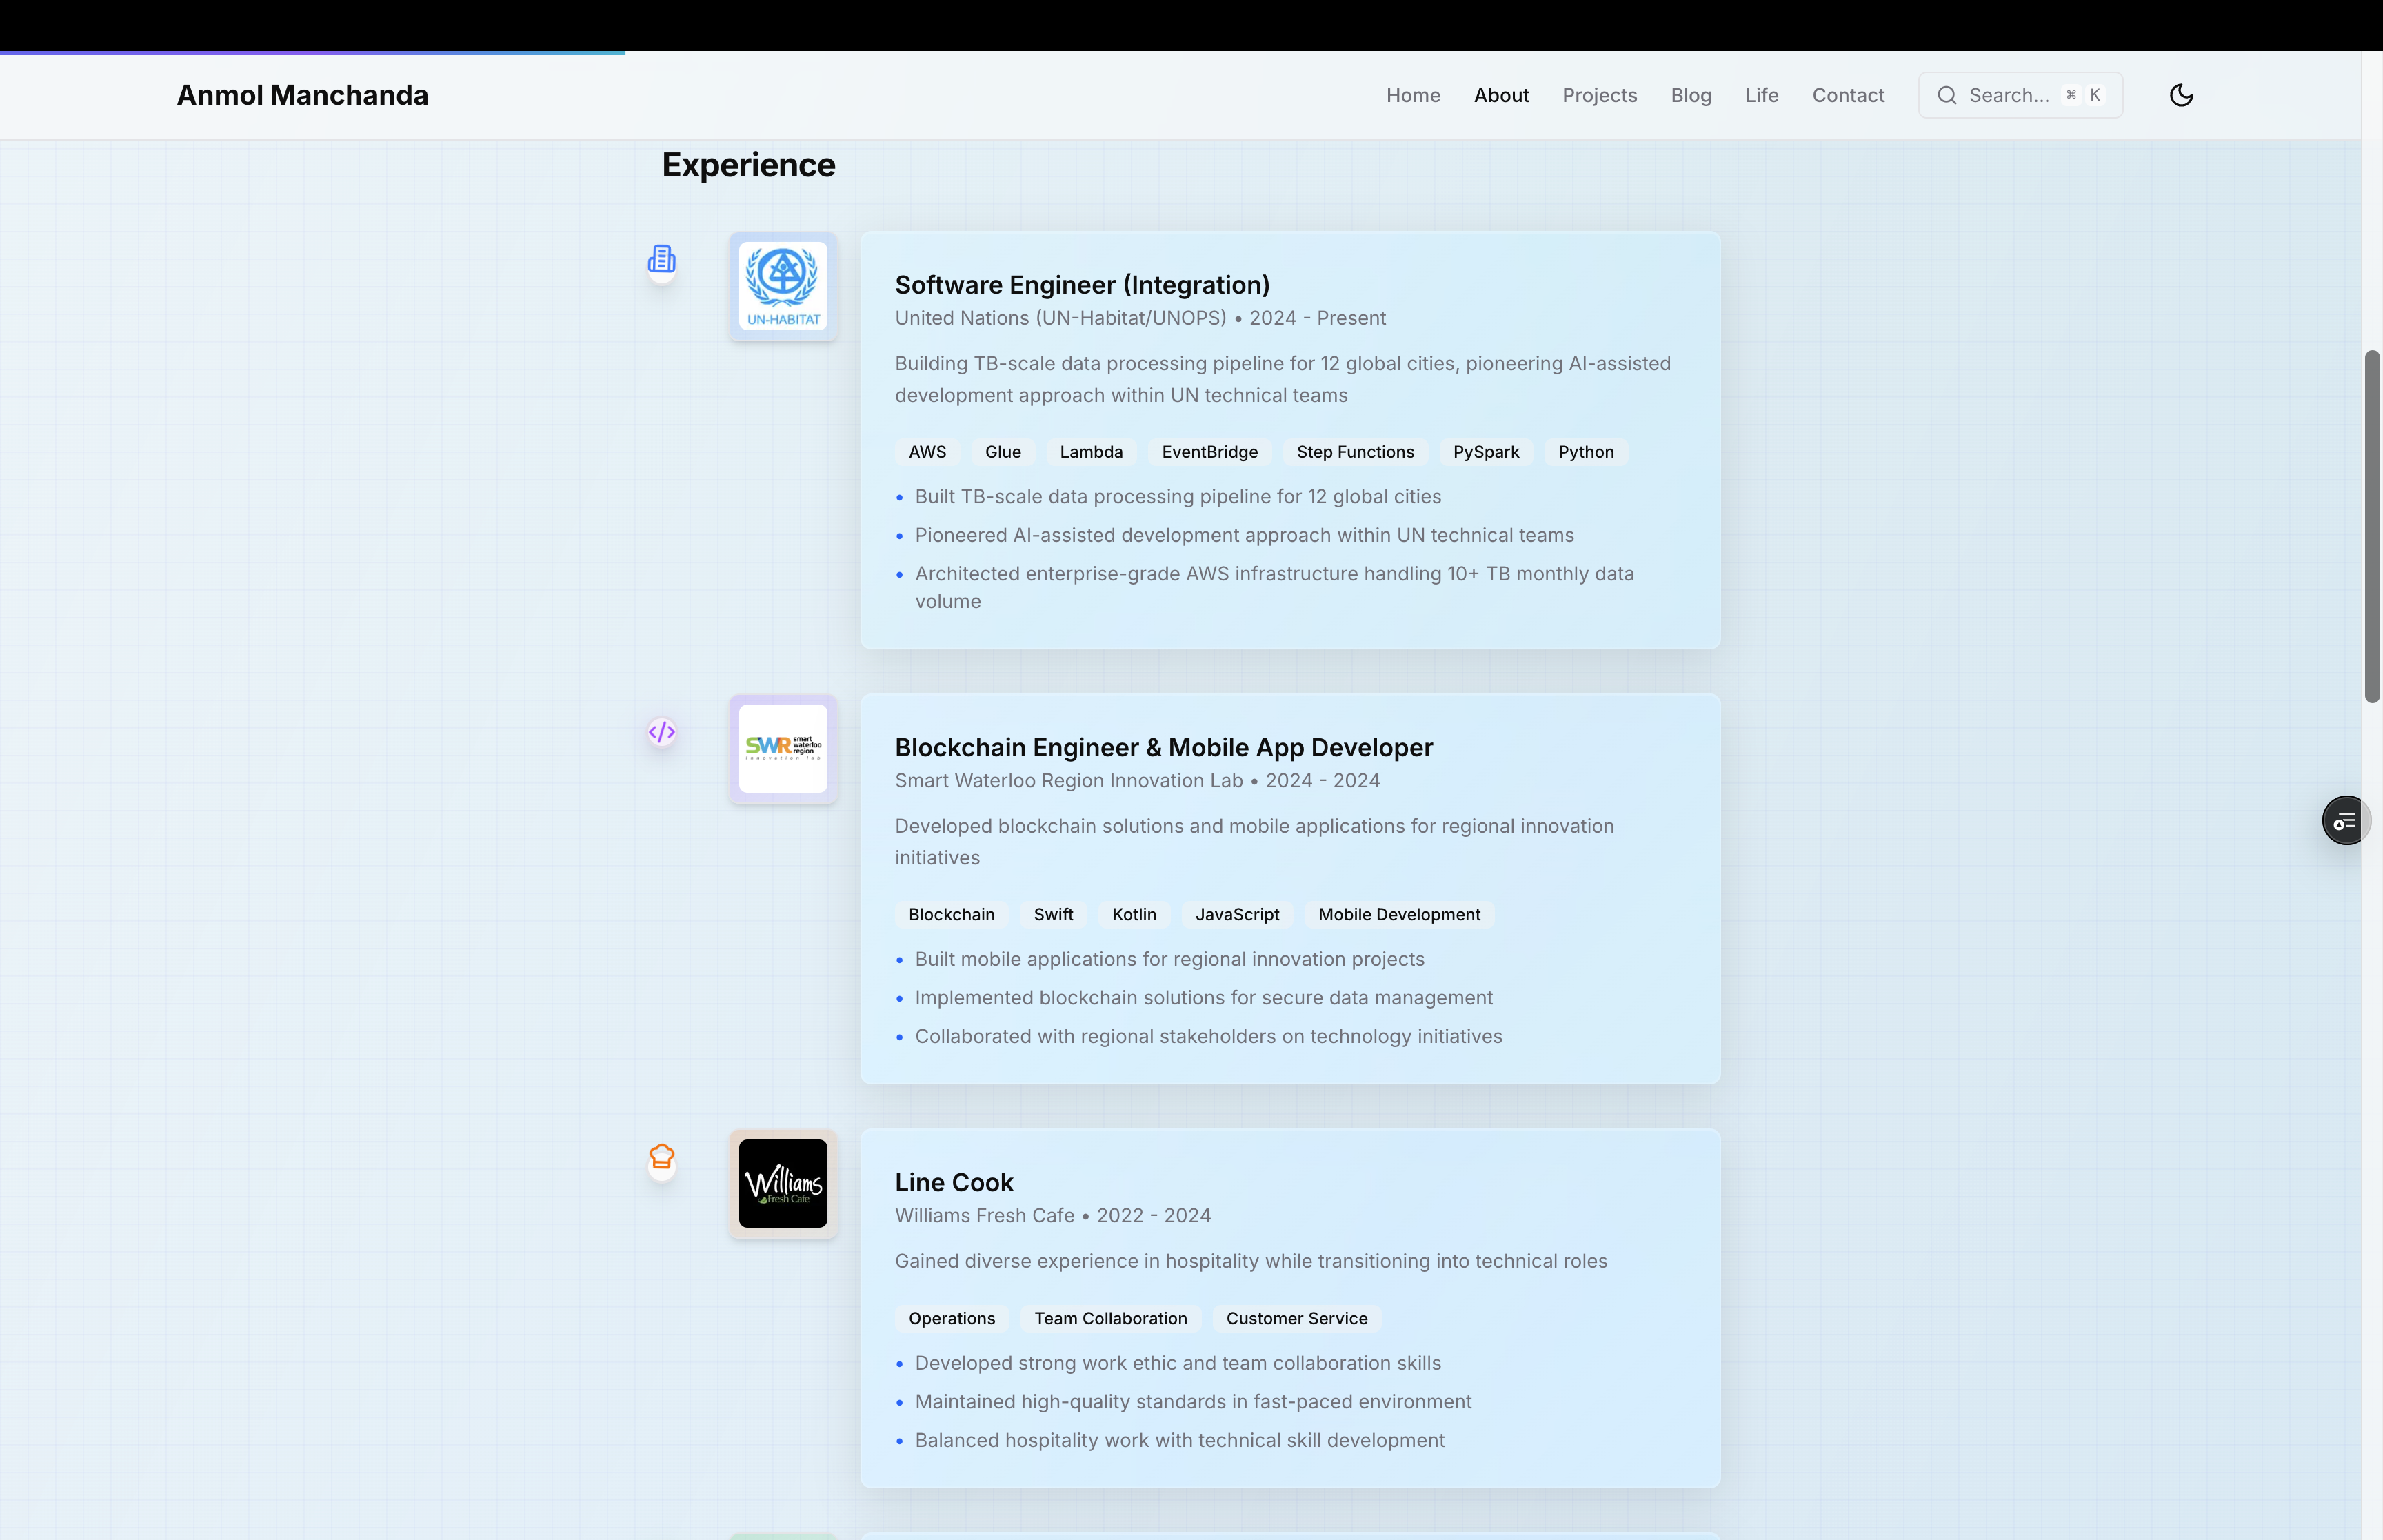 Anmol Manchanda
Home
About
Projects
Blog
Life
Contact
Search...
⌘ K
Experience
UN-HABITAT
Software Engineer (Integration)
United Nations (UN-Habitat/UNOPS) • 2024 - Present
Building TB-scale data processing pipeline for 12 global cities, pioneering AI-assisted
development approach within UN technical teams
AWS
Glue
Lambda
EventBridge
Step Functions
PySpark
Python
• Built TB-scale data processing pipeline for 12 global cities
• Pioneered AI-assisted development approach within UN technical teams
• Architected enterprise-grade AWS infrastructure handling 10+ TB monthly data
volume
SWR smart
waterloo
region
innovation lab
Blockchain Engineer & Mobile App Developer
Smart Waterloo Region Innovation Lab • 2024 - 2024
Developed blockchain solutions and mobile applications for regional innovation
initiatives
Blockchain
Swift
Kotlin
JavaScript
Mobile Development
• Built mobile applications for regional innovation projects
• Implemented blockchain solutions for secure data management
• Collaborated with regional stakeholders on technology initiatives
Williams
Fresh Cafe
Line Cook
Williams Fresh Cafe • 2022 - 2024
Gained diverse experience in hospitality while transitioning into technical roles
Operations
Team Collaboration
Customer Service
• Developed strong work ethic and team collaboration skills
• Maintained high-quality standards in fast-paced environment
• Balanced hospitality work with technical skill development